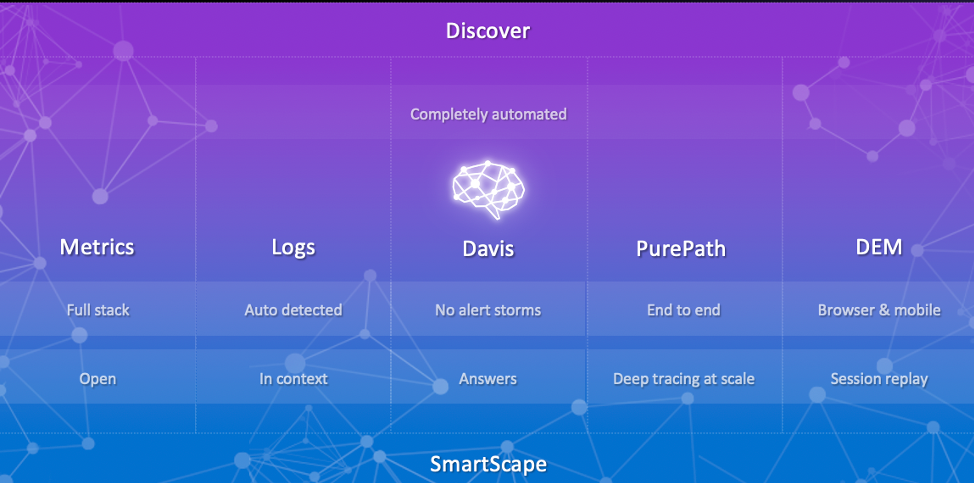 Discover
Completely automated
Metrics
Logs
Davis
PurePath
DEM
Full stack
Auto detected
No alert storms
End to end
Browser & mobile
Open
In context
Answers
Deep tracing at scale
Session replay
SmartScape